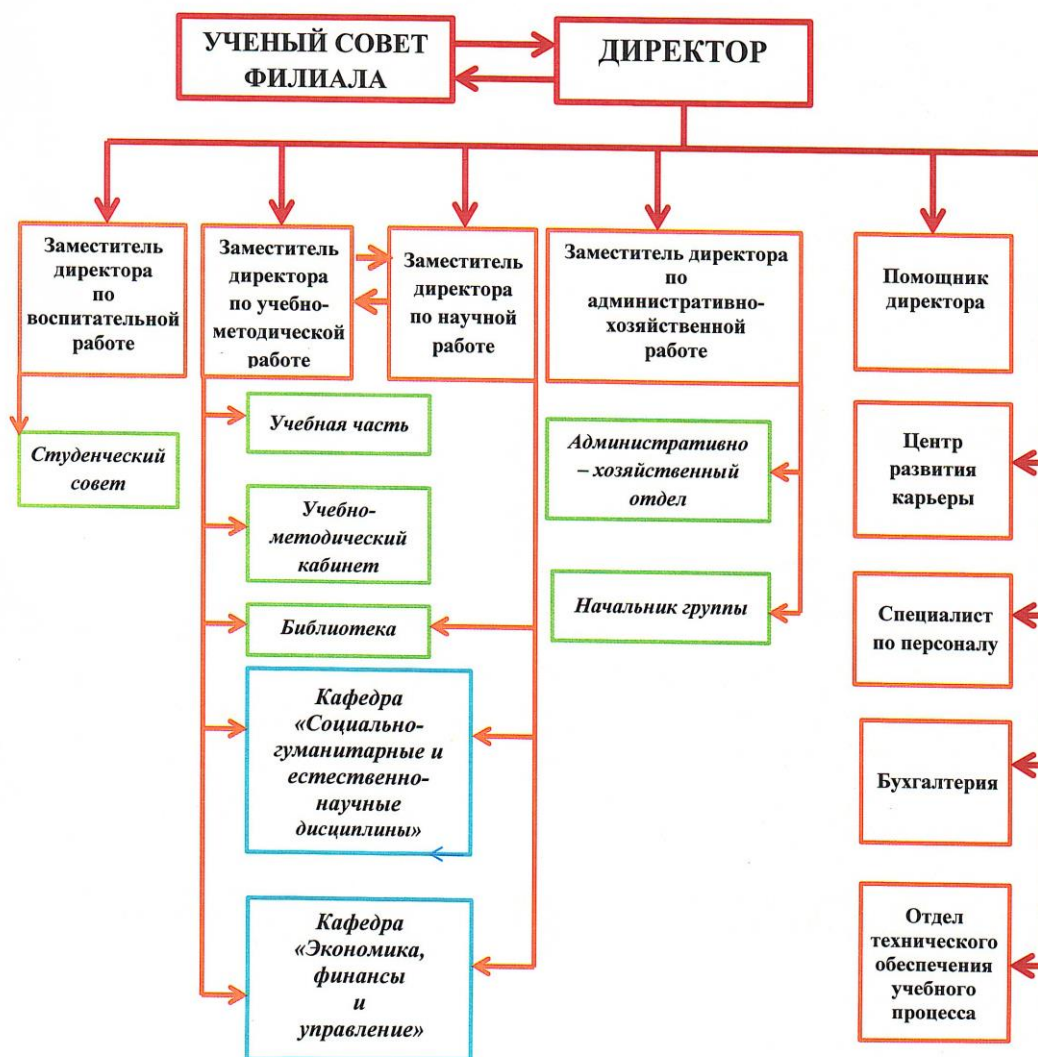 УЧЕНЫЙ СОВЕТ
ФИЛИАЛА
ДИРЕКТОР
Заместитель
директора
по
воспитательной
работе
Заместитель
директора
по учебно-
методической
работе
Заместитель
директора
по научной
работе
Заместитель директора
по
административно-
хозяйственной
работе
Помощник
директора
Студенческий
совет
Учебная часть
Учебно-
методический
кабинет
Библиотека
Кафедра
«Социально-
гуманитарные и
естественно-
научные
дисциплины»
Кафедра
«Экономика,
финансы
и
управление»
Административно
– хозяйственный
отдел
Начальник группы
Центр
развития
карьеры
Специалист
по персоналу
Бухгалтерия
Отдел
технического
обеспечения
учебного
процесса